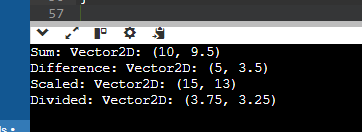 57
Sum: Vector2D: (10, 9.5)
Difference: Vector2D: (5, 3.5)
Scaled: Vector2D: (15, 13)
Divided: Vector2D: (3.75, 3.25)